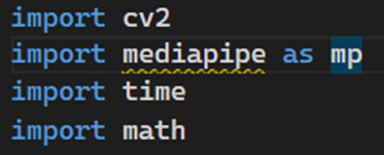 import cv2
import mediapipe as mp
import time
import math